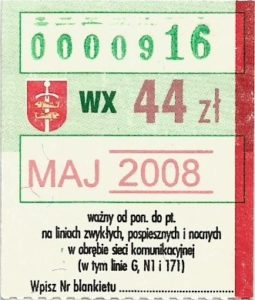 0000916
WX 44 zł
MAJ 2008
ważny od pon. do pt.
na liniach zwykłych, pospiesznych i nocnych
w obrębie sieci komunikacyjnej
(w tym linie G, N1 i 171)
Wpisz Nr blankietu